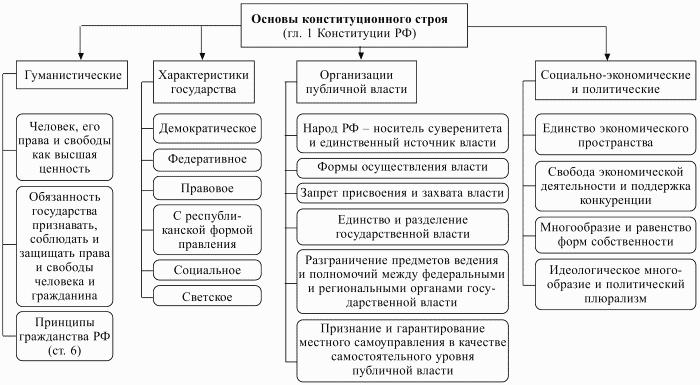 Основы конституционного строя
(гл. 1 Конституции РФ)
Гуманистические
Человек, его
права и свободы
как высшая
ценность
Обязанность
государства
признавать,
соблюдать и
защищать права
и свободы
человека и
гражданина
Принципы
гражданства РФ
(ст. 6)
Характеристики
государства
Демократическое
Федеративное
Правовое
С республи-
канской формой
правления
Социальное
Светское
Организации
публичной власти
Народ РФ – носитель суверенитета
и единственный источник власти
Формы осуществления власти
Запрет присвоения и захвата власти
Единство и разделение
государственной власти
Разграничение предметов ведения
и полномочий между федеральными
и региональными органами госу-
дарственной власти
Признание и гарантирование
местного самоуправления в качестве
самостоятельного уровня
публичной власти
Социально-экономические
и политические
Единство экономического
пространства
Свобода экономической
деятельности и поддержка
конкуренции
Многообразие и равенство
форм собственности
Идеологическое много-
образие и политический
плюрализм